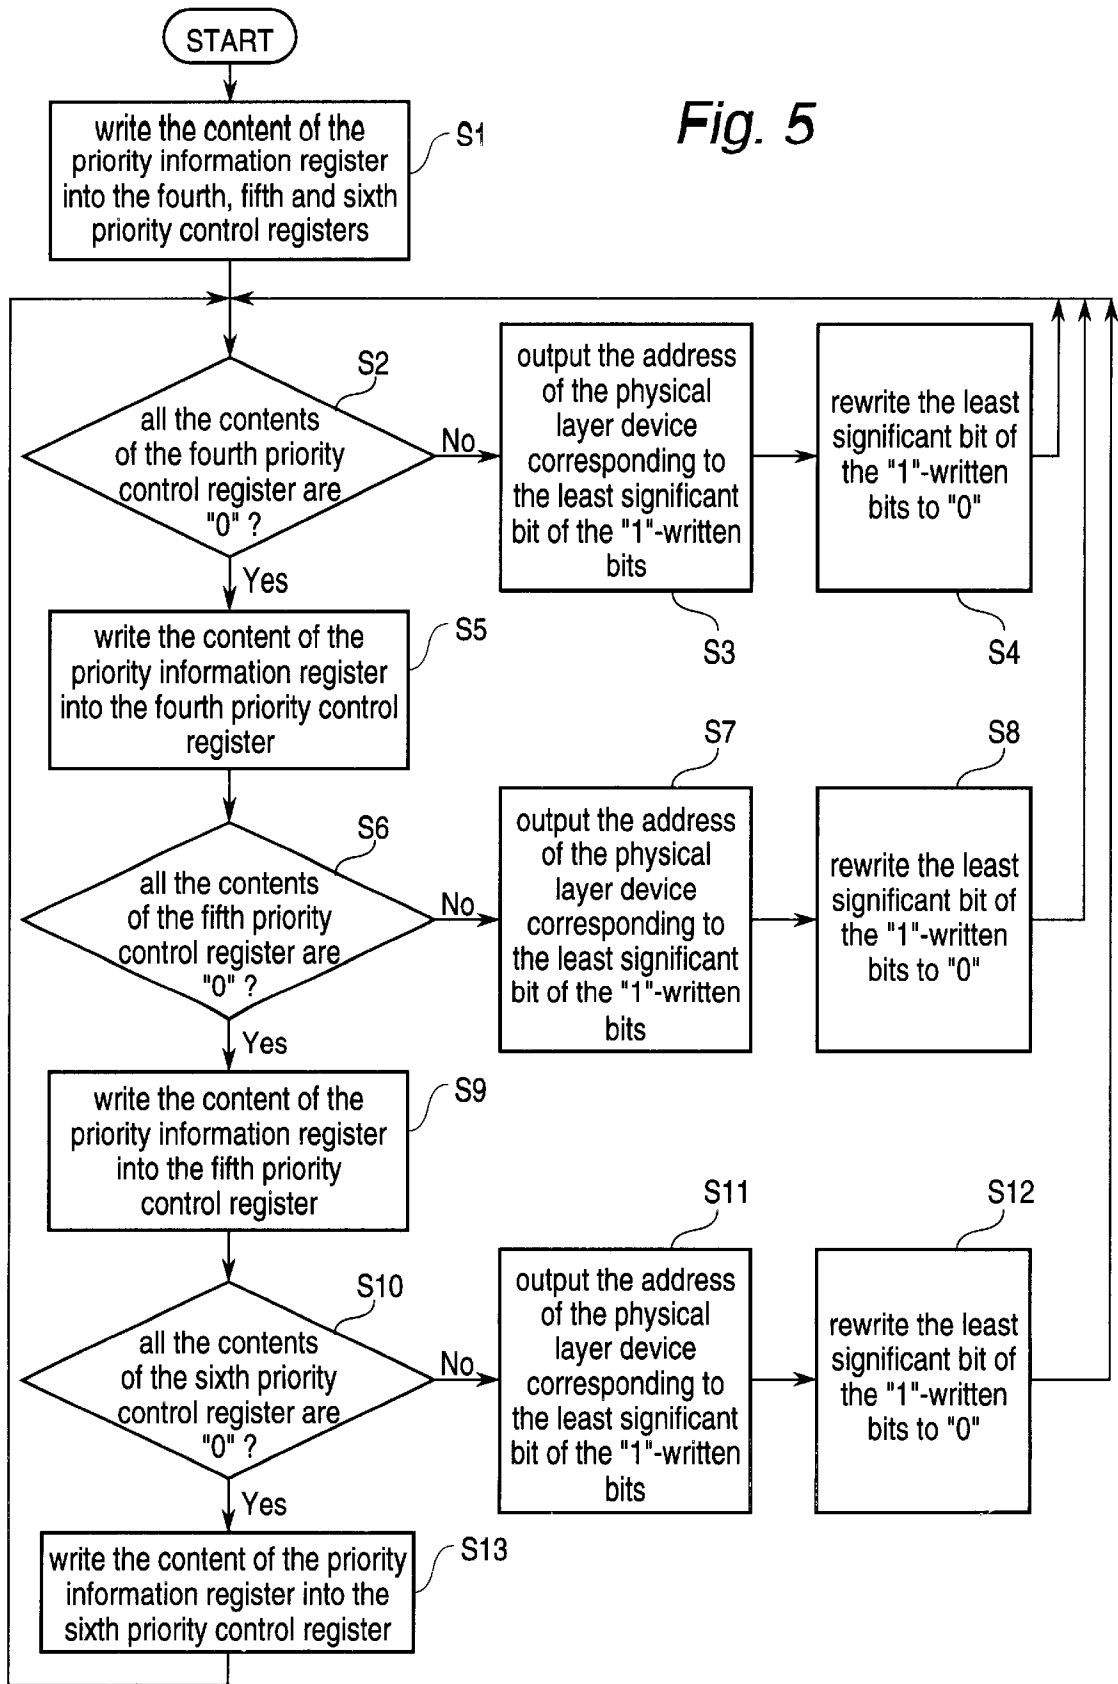 START
Fig. 5
write the content of the
priority information register
into the fourth, fifth and sixth
priority control registers
S1
S2
all the contents
of the fourth priority
control register are
"0" ?
No
output the address
of the physical
layer device
corresponding to
the least significant
bit of the "1"-written
bits
S3
rewrite the least
significant bit of
the "1"-written
bits to "0"
S4
Yes
write the content of the
priority information register
into the fourth priority control
register
S5
S6
all the contents
of the fifth priority
control register are
"0" ?
No
S7
output the address
of the physical
layer device
corresponding to
the least significant
bit of the "1"-written
bits
S8
rewrite the least
significant bit of
the "1"-written
bits to "0"
Yes
write the content of the
priority information register
into the fifth priority
control register
S9
S10
all the contents
of the sixth priority
control register are
"0" ?
No
S11
output the address
of the physical
layer device
corresponding to
the least significant
bit of the "1"-written
bits
S12
rewrite the least
significant bit of
the "1"-written
bits to "0"
Yes
write the content of the priority
information register into the
sixth priority control register
S13